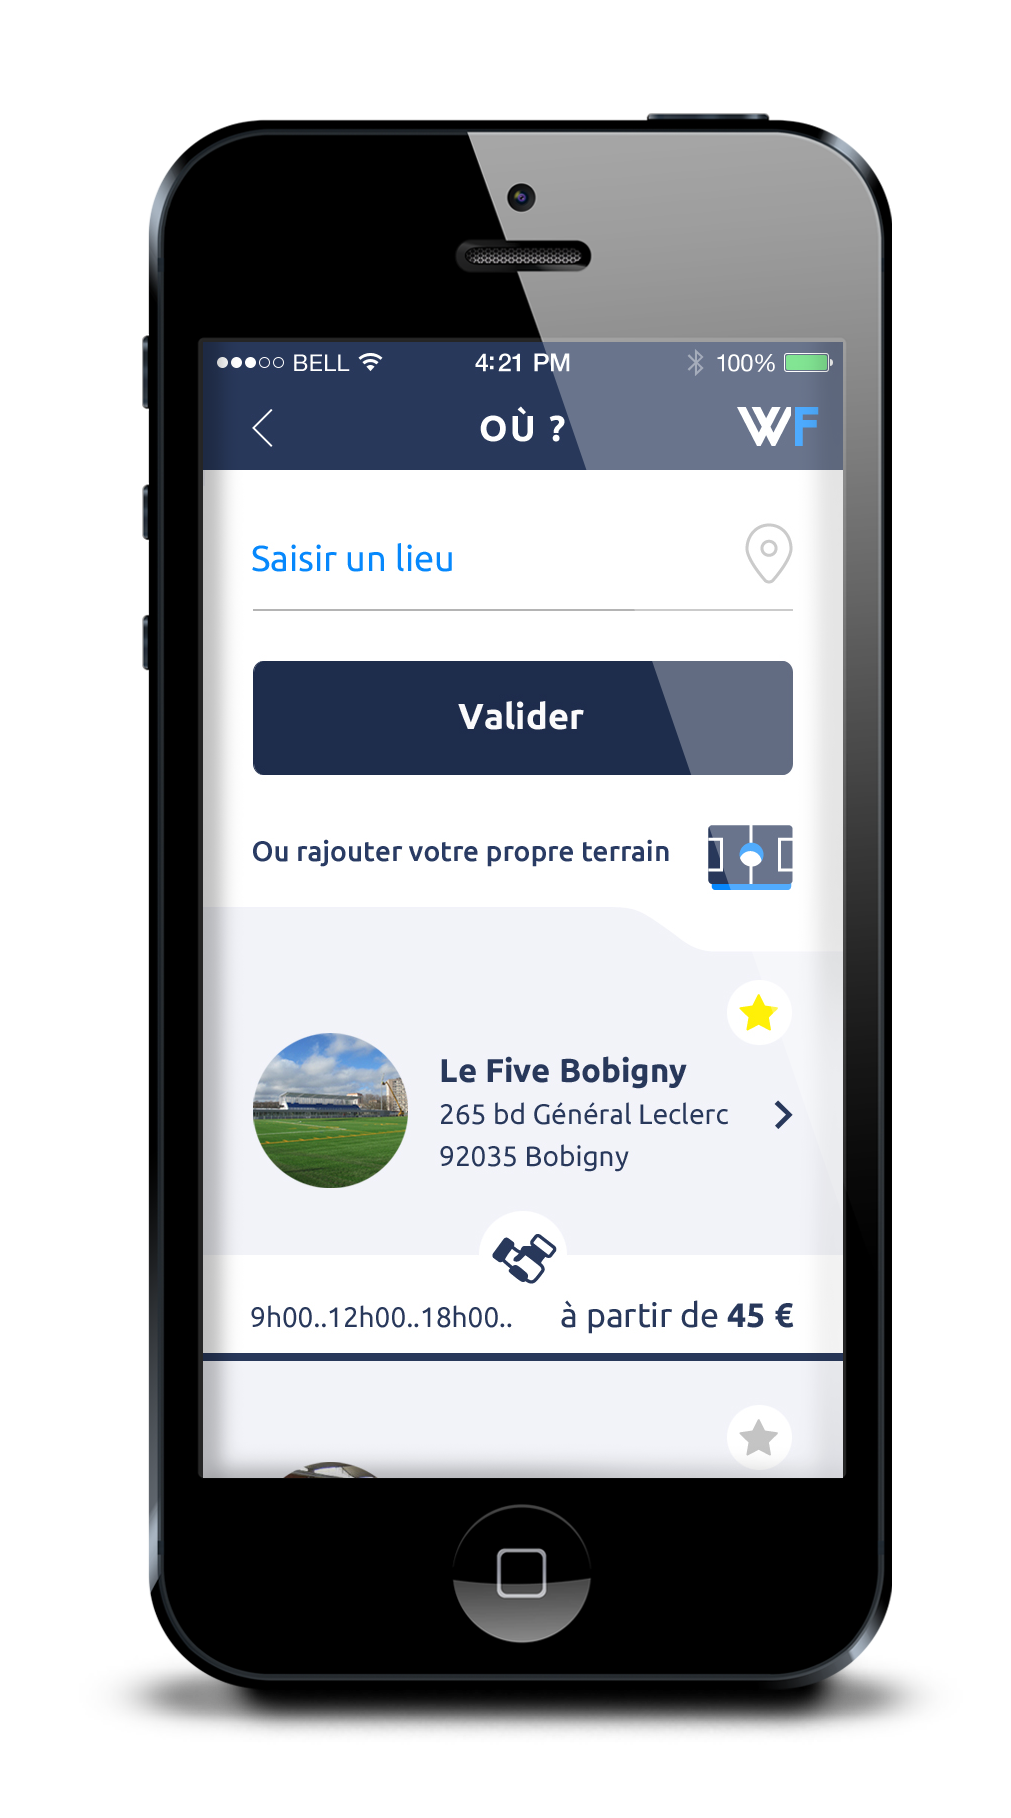 BELL 4:21 PM 100%
OÙ ? WF
Saisir un lieu
Valider
Ou rajouter votre propre terrain
Le Five Bobigny
265 bd Général Leclerc
92035 Bobigny
9h00..12h00..18h00.. à partir de 45 €